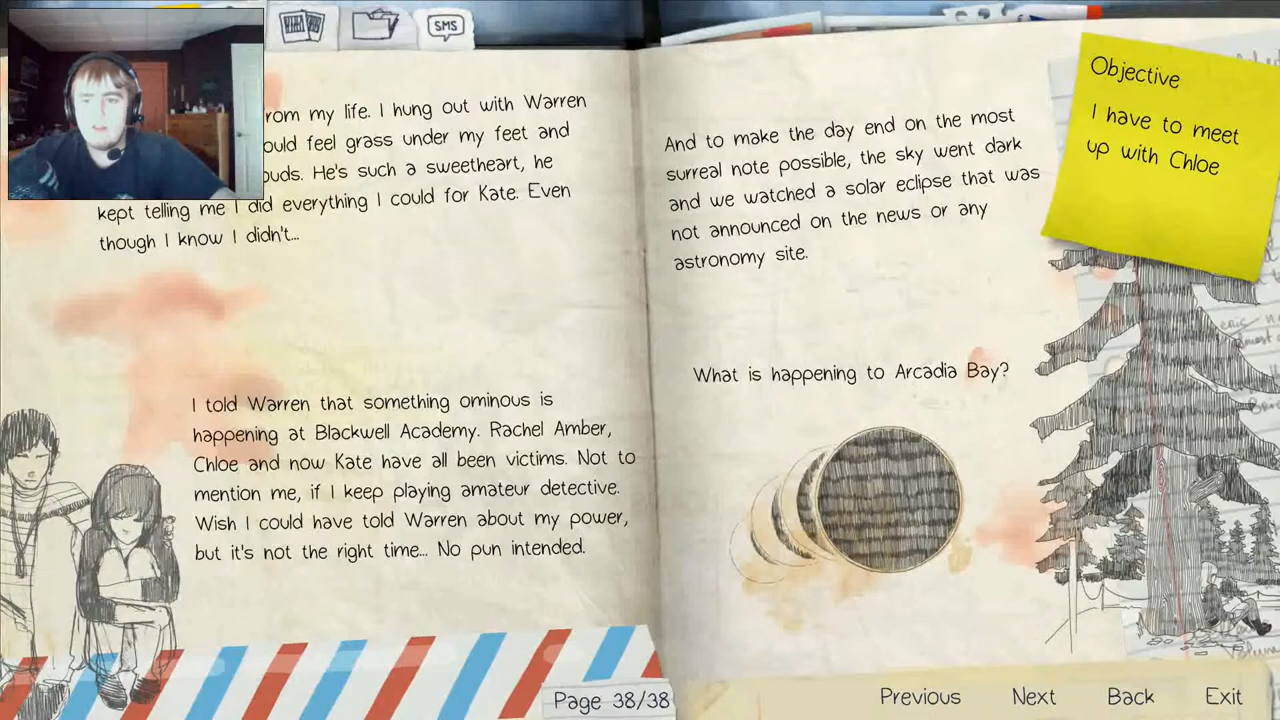 SMS
rom my life. I hung out with Warren
ould feel grass under my feet and
ouds. He's such a sweetheart, he
kept telling me I did everything I could for Kate. Even
though I know I didn't...
I told Warren that something ominous is
happening at Blackwell Academy. Rachel Amber,
Chloe and now Kate have all been victims. Not to
mention me, if I keep playing amateur detective.
Wish I could have told Warren about my power,
but it's not the right time... No pun intended.
Page 38/38
And to make the day end on the most
surreal note possible, the sky went dark
and we watched a solar eclipse that was
not announced on the news or any
astronomy site.
What is happening to Arcadia Bay?
Objective
I have to meet
up with Chloe
Previous Next Back Exit